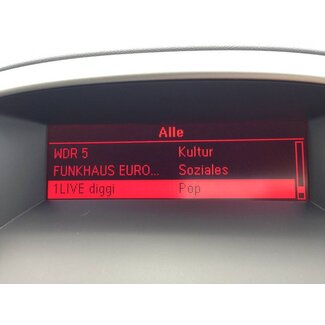 Alle
WDR 5 Kultur
FUNKHAUS EURO... Soziales
1LIVE diggi Pop